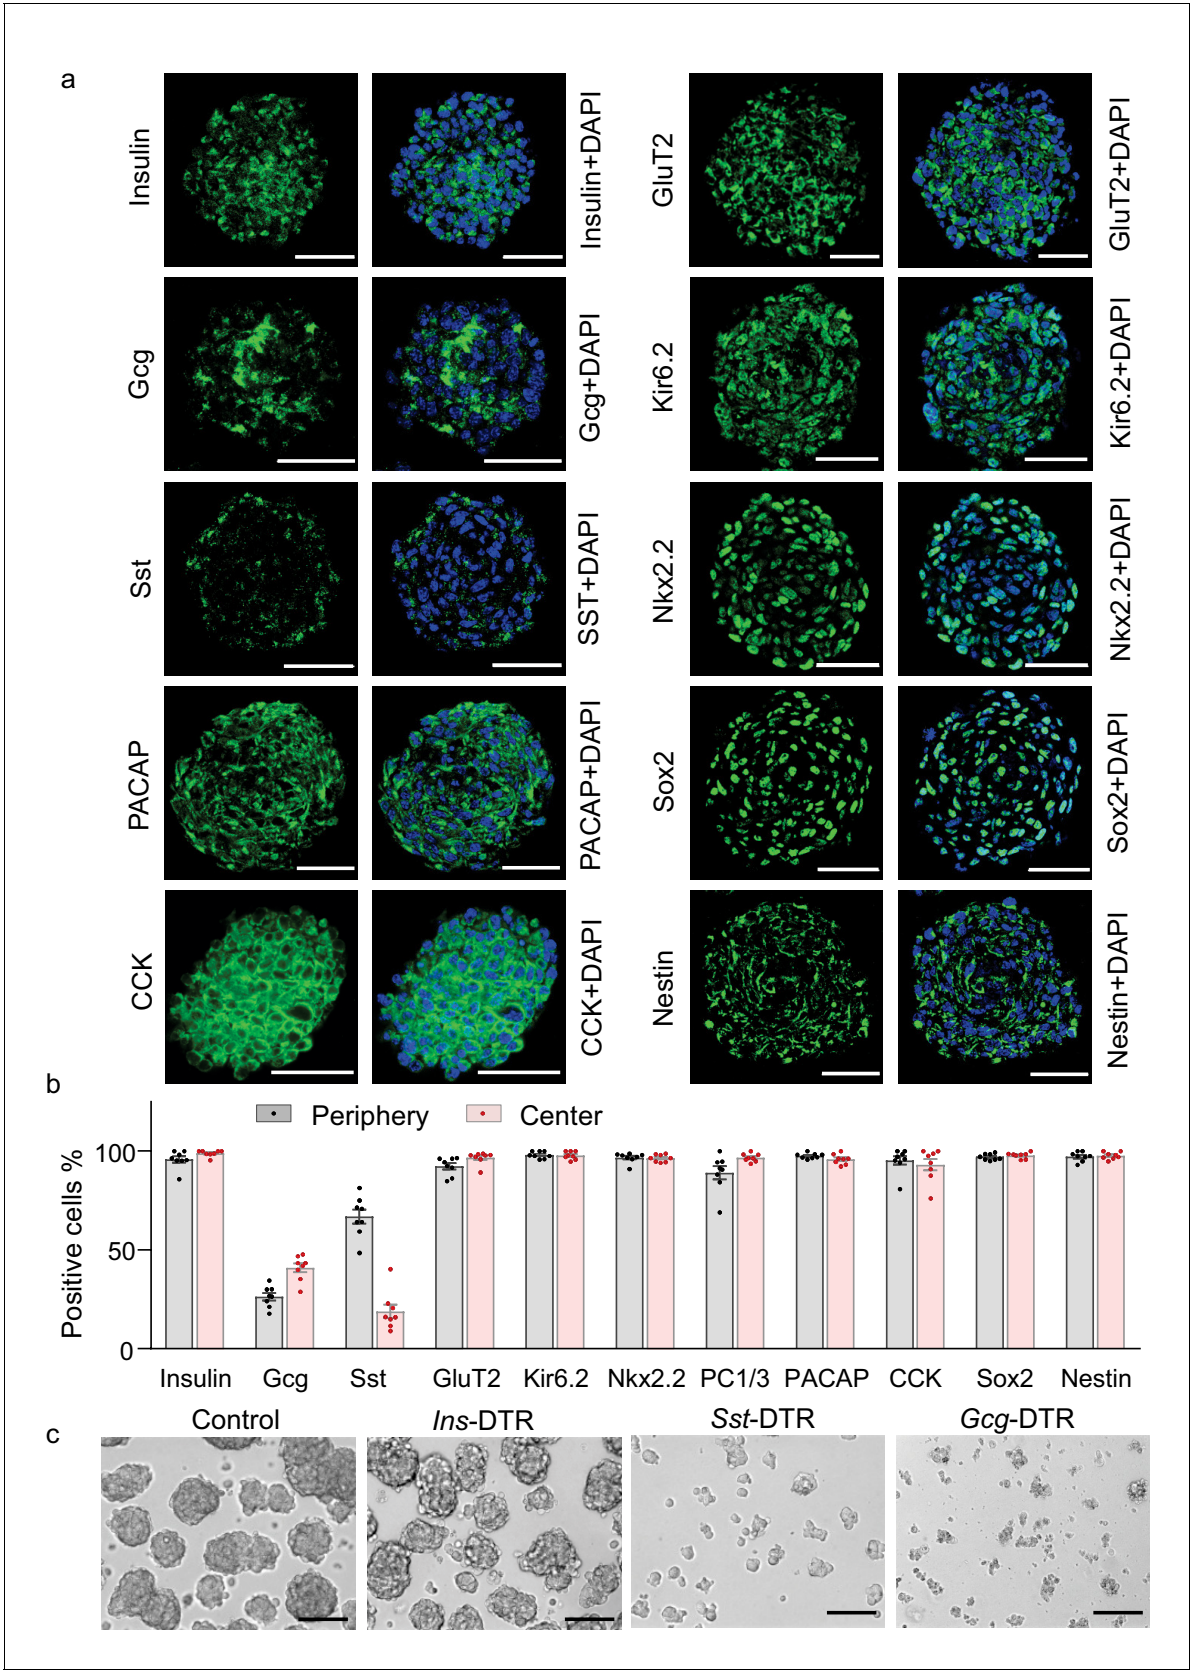 a
Insulin
Insulin+DAPI
GluT2
GluT2+DAPI
Gcg
Gcg+DAPI
Kir6.2
Kir6.2+DAPI
Sst
SST+DAPI
Nkx2.2
Nkx2.2+DAPI
PACAP
PACAP+DAPI
Sox2
Sox2+DAPI
CCK
CCK+DAPI
Nestin
Nestin+DAPI
b
Periphery
Center
Positive cells %
100
50
0
Insulin Gcg Sst GluT2 Kir6.2 Nkx2.2 PC1/3 PACAP CCK Sox2 Nestin
c
Control Ins-DTR Sst-DTR Gcg-DTR